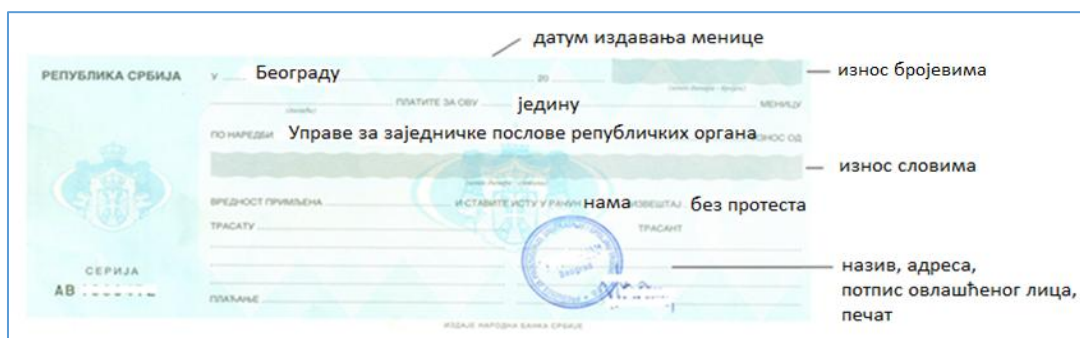 датум издавања менице
РЕПУБЛИКА СРБИЈА
У Београду 20
износ бројевима
ПЛАТИТЕ ЗА ОВУ једину МЕНИЦУ
ПО НАРЕДБИ Управе за заједничке послове републичких органа ИЗНОС ОД
износ словима
ВРЕДНОСТ ПРИМЉЕНА И СТАВИТЕ ИСТУ У РАЧУН нама ИЗВЕШТАЈ без протеста
ТРАСАТУ ТРАСАНТ
Београд
СЕРИЈА
АВ
назив, адреса,
потпис овлашћеног лица,
печат
ПЛАЋАЊЕ
ИЗДАЈЕ НАРОДНА БАНКА СРБИЈЕ